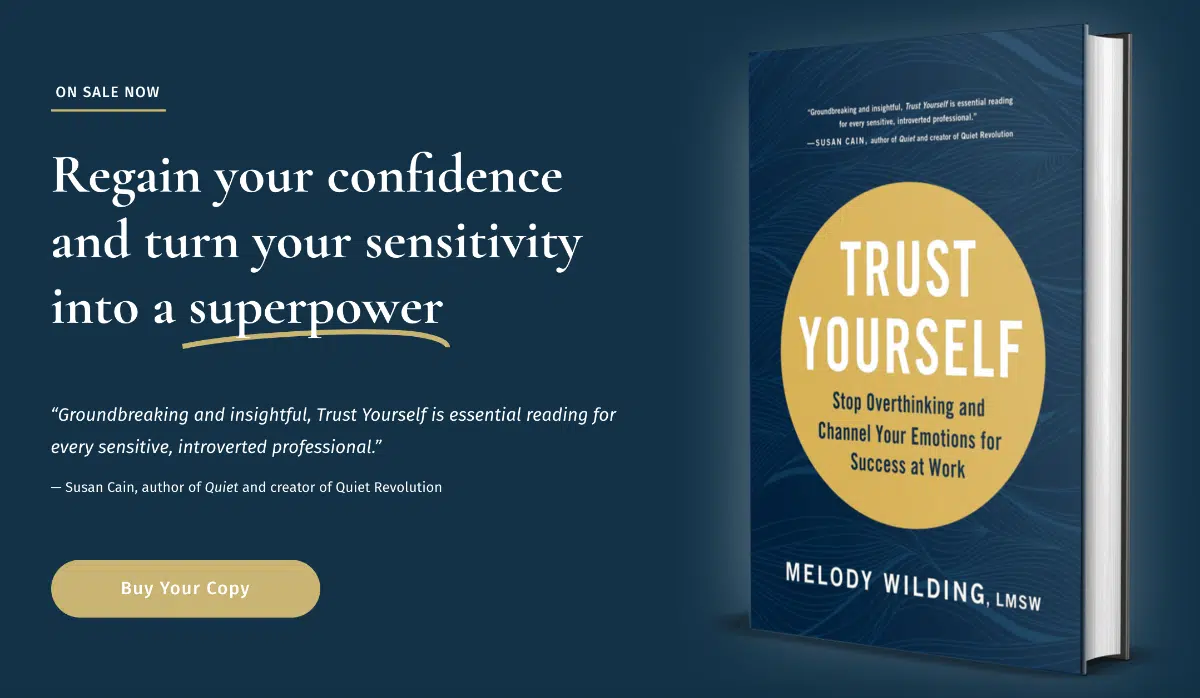 ON SALE NOW
Regain your confidence
and turn your sensitivity
into a superpower
“Groundbreaking and insightful, Trust Yourself is essential reading for
every sensitive, introverted professional.”
— Susan Cain, author of Quiet and creator of Quiet Revolution
Buy Your Copy
“Groundbreaking and insightful, Trust Yourself is essential reading
for every sensitive, introverted professional.”
—SUSAN CAIN, author of Quiet and creator of Quiet Revolution
TRUST
YOURSELF
Stop Overthinking and
Channel Your Emotions for
Success at Work
MELODY WILDING, LMSW